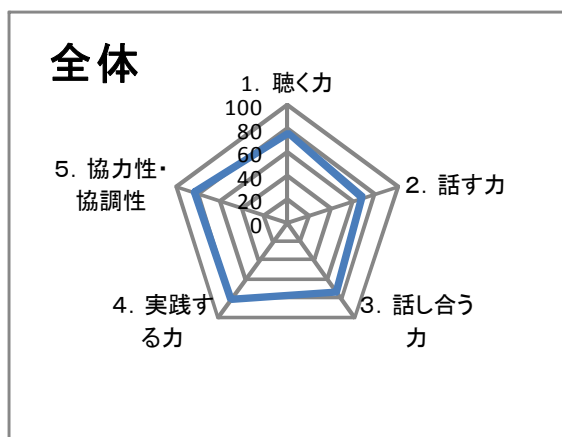 全体
1. 聴く力
100
80
60
40
20
0
2. 話す力
3. 話し合う
力
4. 実践す
る力
5. 協力性・
協調性